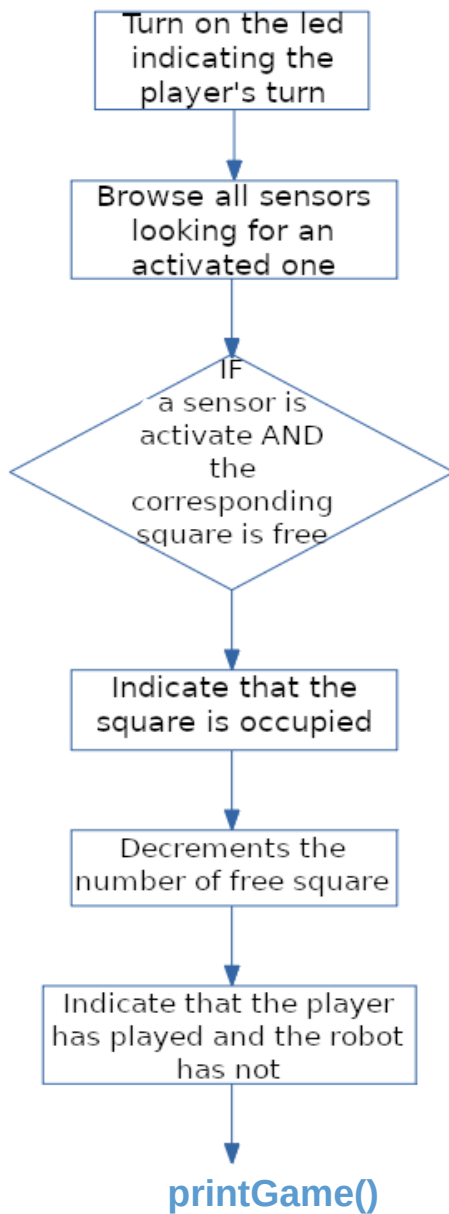 Turn on the led
indicating the
player's turn
Browse all sensors
looking for an
activated one
IF
a sensor is
activate AND
the
corresponding
square is free
Indicate that the
square is occupied
Decrements the
number of free square
Indicate that the player
has played and the robot
has not
printGame()